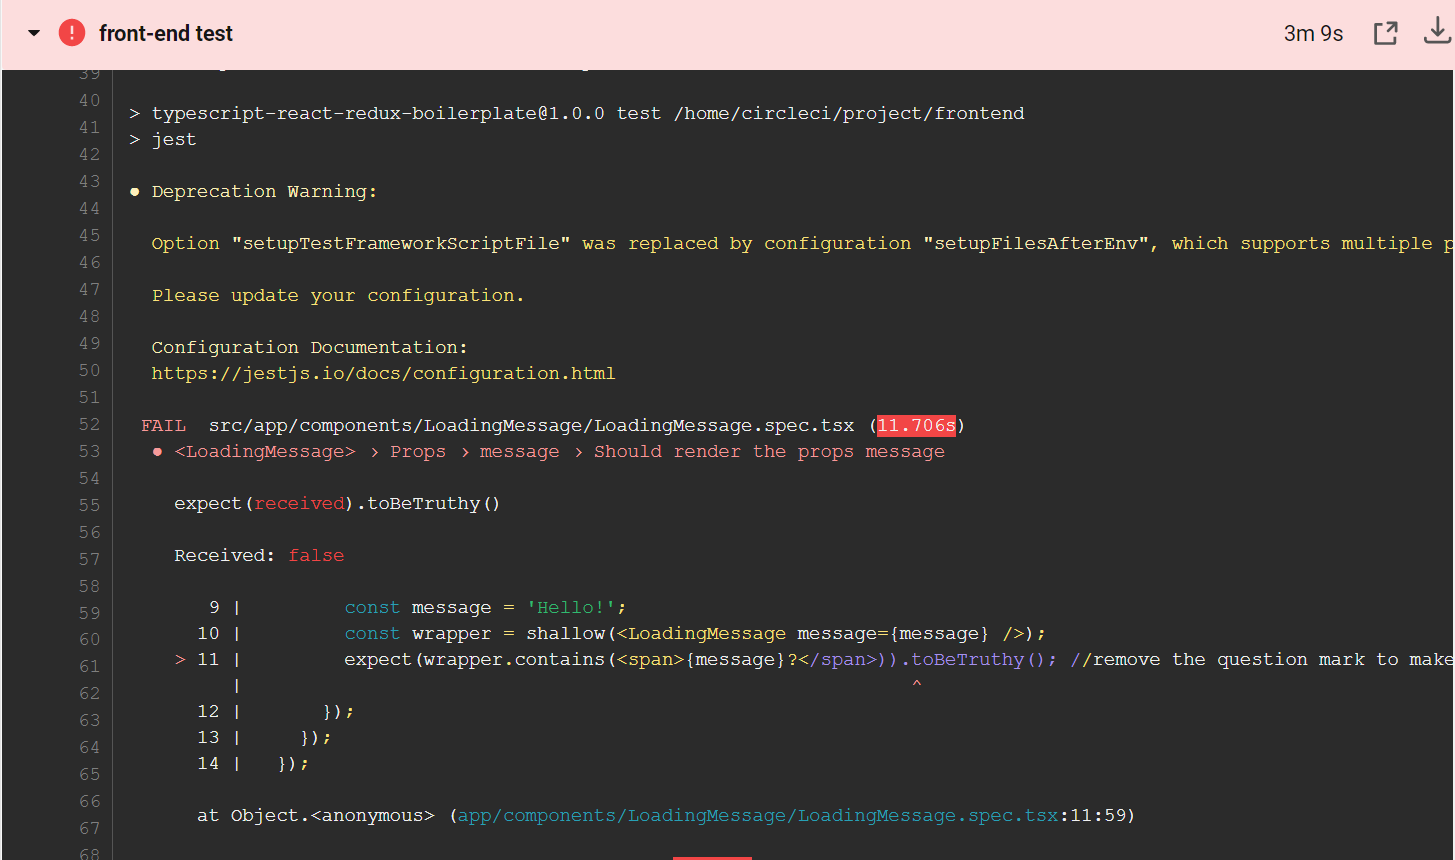 front-end test
3m 9s
39
40
> typescript-react-redux-boilerplate@1.0.0 test /home/circleci/project/frontend
41
> jest
42
43
● Deprecation Warning:
44
45
Option "setupTestFrameworkScriptFile" was replaced by configuration "setupFilesAfterEnv", which supports multiple p
46
47
Please update your configuration.
48
49
Configuration Documentation:
50
https://jestjs.io/docs/configuration.html
51
52
FAIL src/app/components/LoadingMessage/LoadingMessage.spec.tsx (11.706s)
53
● <LoadingMessage> › Props › message › Should render the props message
54
55
expect(received).toBeTruthy()
56
57
Received: false
58
59
9 | const message = 'Hello!';
60
10 | const wrapper = shallow(<LoadingMessage message={message} />);
61
> 11 | expect(wrapper.contains(<span>{message}?</span>)).toBeTruthy(); //remove the question mark to make
62
| ^
63
12 | });
64
13 | });
65
14 | });
66
67
at Object.<anonymous> (app/components/LoadingMessage/LoadingMessage.spec.tsx:11:59)
68